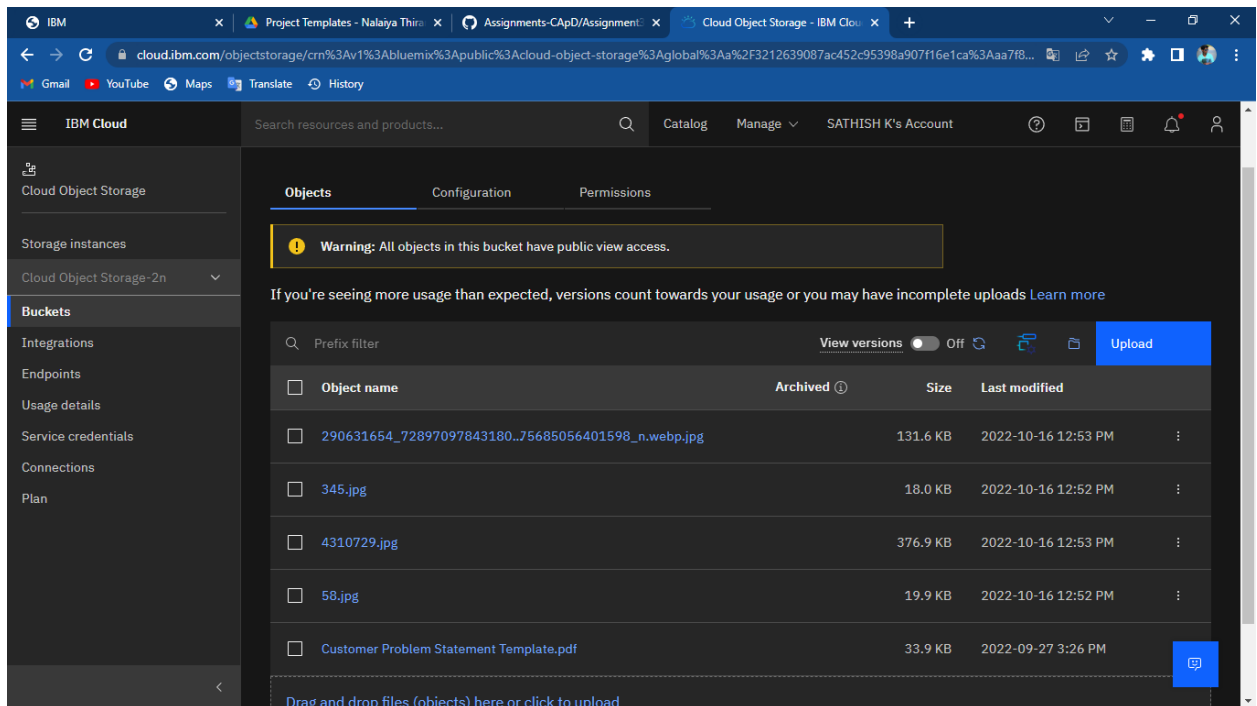 IBM
Project Templates - Nalaiya Thira
Assignments-CApD/Assignment3
Cloud Object Storage - IBM Clou
cloud.ibm.com/objectstorage/crn%3Av1%3Abluemix%3Apublic%3Acloud-object-storage%3Aglobal%3Aa%2F3212639087ac452c95398a907f16e1ca%3Aaa7f8...
Gmail YouTube Maps Translate History
IBM Cloud
Search resources and products...
Catalog Manage SATHISH K's Account
Cloud Object Storage
Storage instances
Cloud Object Storage-2n
Buckets
Integrations
Endpoints
Usage details
Service credentials
Connections
Plan
Objects Configuration Permissions
Warning: All objects in this bucket have public view access.
If you're seeing more usage than expected, versions count towards your usage or you may have incomplete uploads Learn more
Prefix filter View versions Off Upload
Object name Archived Size Last modified
290631654_72897097843180..75685056401598_n.webp.jpg 131.6 KB 2022-10-16 12:53 PM
345.jpg 18.0 KB 2022-10-16 12:52 PM
4310729.jpg 376.9 KB 2022-10-16 12:53 PM
58.jpg 19.9 KB 2022-10-16 12:52 PM
Customer Problem Statement Template.pdf 33.9 KB 2022-09-27 3:26 PM
Drag and drop files (objects) here or click to upload